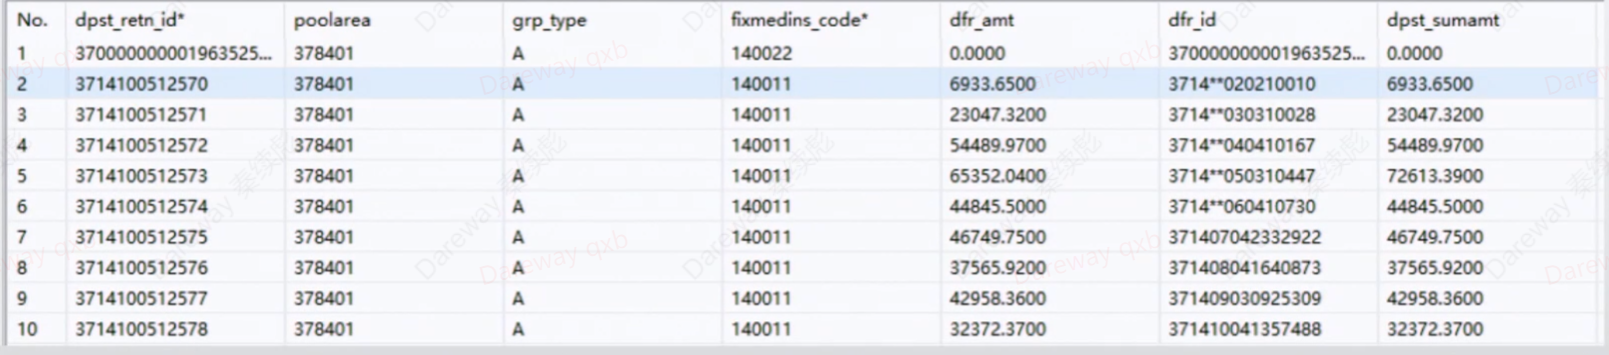 No. dpst_retn_id* poolarea grp_type fixmedins_code* dfr_amt dfr_id dpst_sumamt
1 3700000000001963525... 378401 A 140022 0.0000 3700000000001963525... 0.0000
2 3714100512570 378401 A 140011 6933.6500 3714**020210010 6933.6500
3 3714100512571 378401 A 140011 23047.3200 3714**030310028 23047.3200
4 3714100512572 378401 A 140011 54489.9700 3714**040410167 54489.9700
5 3714100512573 378401 A 140011 65352.0400 3714**050310447 72613.3900
6 3714100512574 378401 A 140011 44845.5000 3714**060410730 44845.5000
7 3714100512575 378401 A 140011 46749.7500 371407042332922 46749.7500
8 3714100512576 378401 A 140011 37565.9200 371408041640873 37565.9200
9 3714100512577 378401 A 140011 42958.3600 371409030925309 42958.3600
10 3714100512578 378401 A 140011 32372.3700 371410041357488 32372.3700